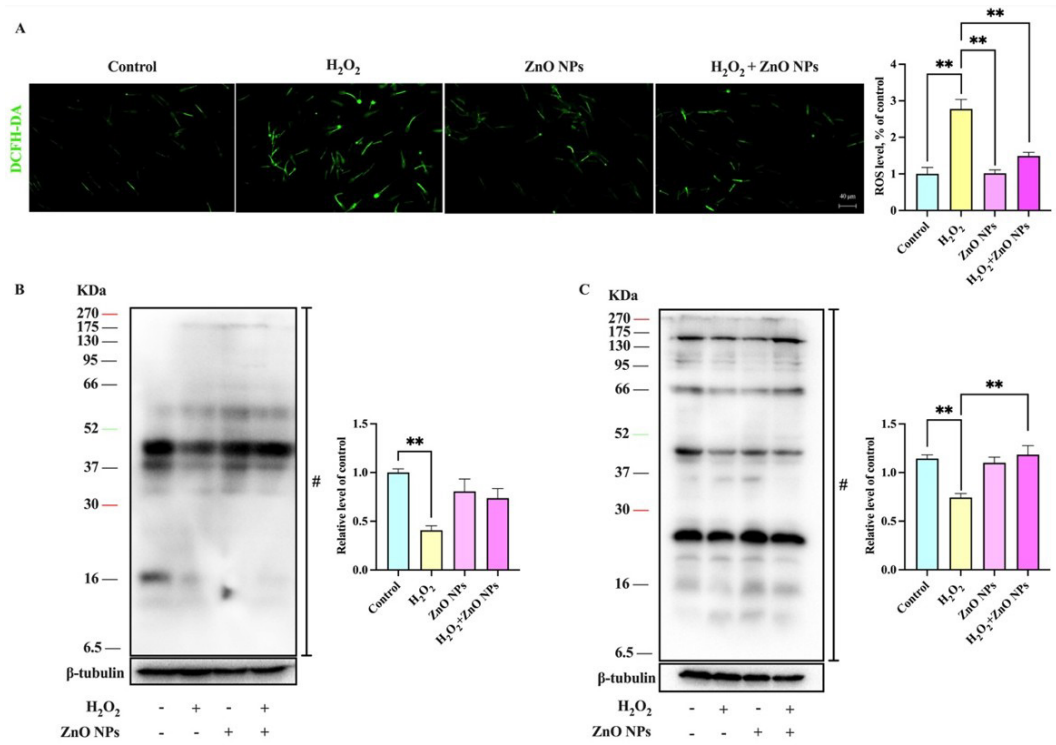 A
Control
H₂O₂
ZnO NPs
H₂O₂ + ZnO NPs
DCFH-DA
40 μm
ROS level, % of control
4
3
2
1
0
**
**
**
Control
H₂O₂
ZnO NPs
H₂O₂+ZnO NPs
B
KDa
270
175
130
95
66
52
37
30
16
6.5
#
β-tubulin
H₂O₂ - + - +
ZnO NPs - - + +
Relative level of control
1.5
1.0
0.5
0.0
**
Control
H₂O₂
ZnO NPs
H₂O₂+ZnO NPs
C
KDa
270
175
130
95
66
52
37
30
16
6.5
#
β-tubulin
H₂O₂ - + - +
ZnO NPs - - + +
Relative level of control
1.5
1.0
0.5
0.0
**
**
Control
H₂O₂
ZnO NPs
H₂O₂+ZnO NPs